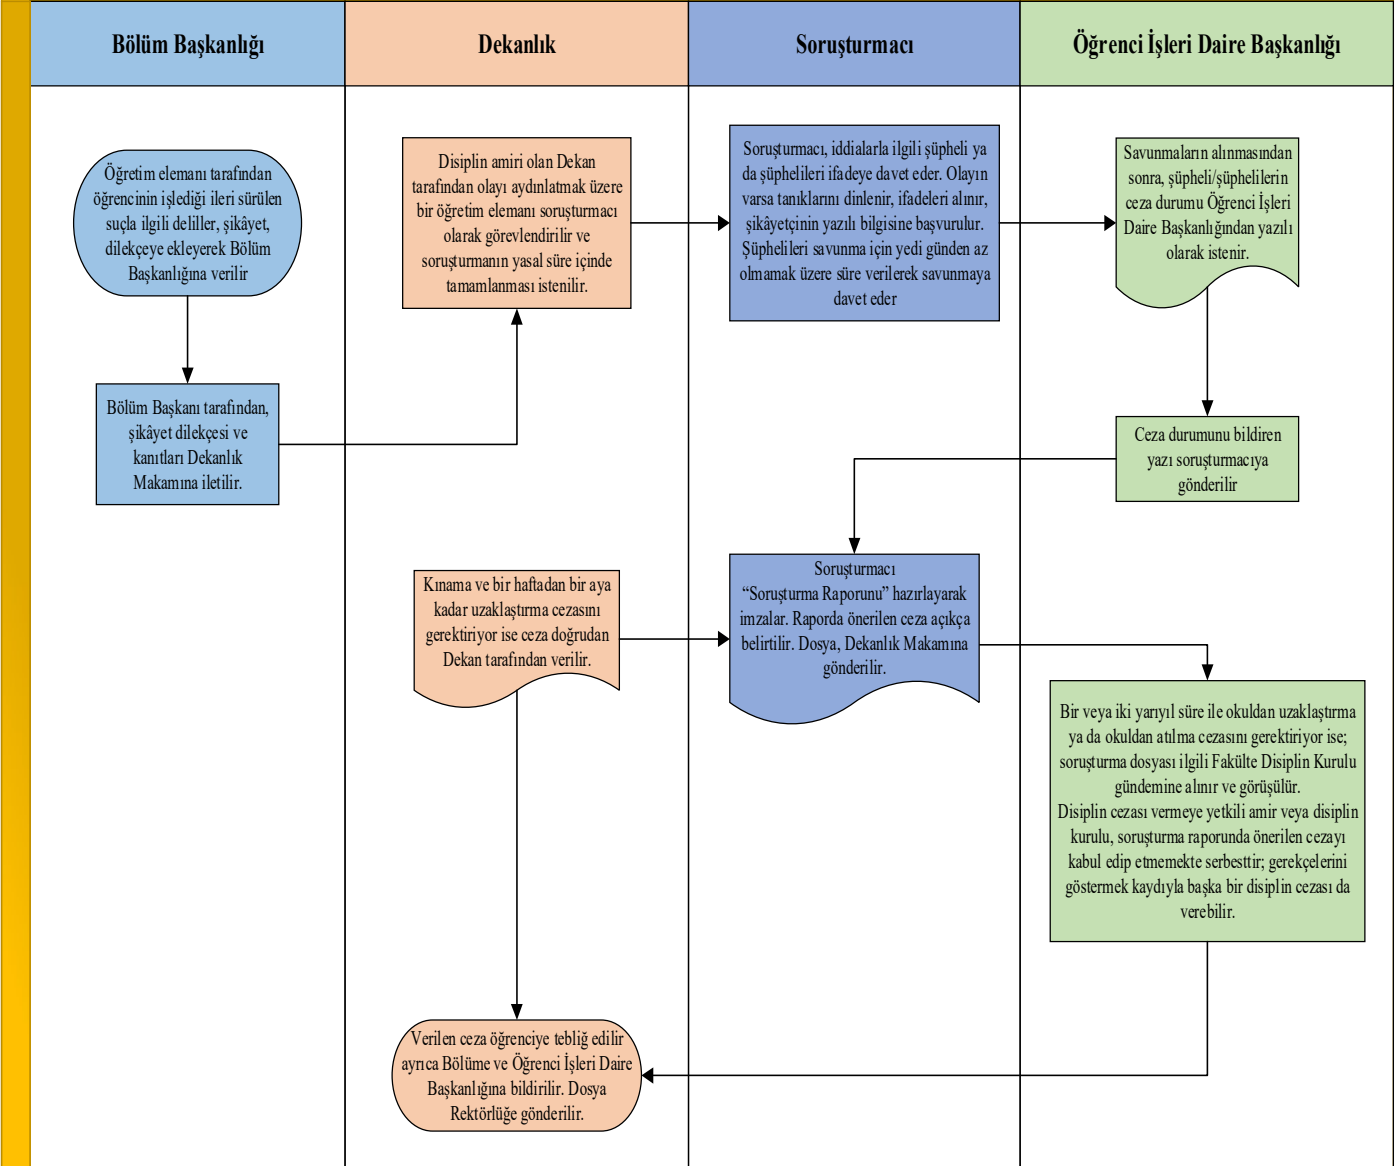 Bölüm Başkanlığı
Dekanlık
Soruşturmacı
Öğrenci İşleri Daire Başkanlığı
Öğretim elemanı tarafından
öğrencinin işlediği ileri sürülen
suçla ilgili deliller, şikâyet,
dilekçeye ekleyerek Bölüm
Başkanlığına verilir
Disiplin amiri olan Dekan
tarafından olayı aydınlatmak üzere
bir öğretim elemanı soruşturmacı
olarak görevlendirilir ve
soruşturmanın yasal süre içinde
tamamlanması istenilir.
Soruşturmacı, iddialarla ilgili şüpheli ya
da şüphelileri ifadeye davet eder. Olayın
varsa tanıklarını dinlenir, ifadeleri alınır,
şikâyetçinin yazılı bilgisine başvurulur.
Şüphelileri savunma için yedi günden az
olmamak üzere süre verilerek savunmaya
davet eder
Savunmaların alınmasından
sonra, şüpheli/şüphelilerin
ceza durumu Öğrenci İşleri
Daire Başkanlığından yazılı
olarak istenir.
Bölüm Başkanı tarafından,
şikâyet dilekçesi ve
kanıtları Dekanlık
Makamına iletilir.
Ceza durumunu bildiren
yazı soruşturmacıya
gönderilir
Kınama ve bir haftadan bir aya
kadar uzaklaştırma cezasını
gerektiriyor ise ceza doğrudan
Dekan tarafından verilir.
Soruşturmacı
“Soruşturma Raporunu” hazırlayarak
imzalar. Raporda önerilen ceza açıkça
belirtilir. Dosya, Dekanlık Makamına
gönderilir.
Bir veya iki yarıyıl süre ile okuldan uzaklaştırma
ya da okuldan atılma cezasını gerektiriyor ise;
soruşturma dosyası ilgili Fakülte Disiplin Kurulu
gündemine alınır ve görüşülür.
Disiplin cezası vermeye yetkili amir veya disiplin
kurulu, soruşturma raporunda önerilen cezayı
kabul edip etmemekte serbesttir; gerekçelerini
göstermek kaydıyla başka bir disiplin cezası da
verebilir.
Verilen ceza öğrenciye tebliğ edilir
ayrıca Bölüme ve Öğrenci İşleri Daire
Başkanlığına bildirilir. Dosya
Rektörlüğe gönderilir.